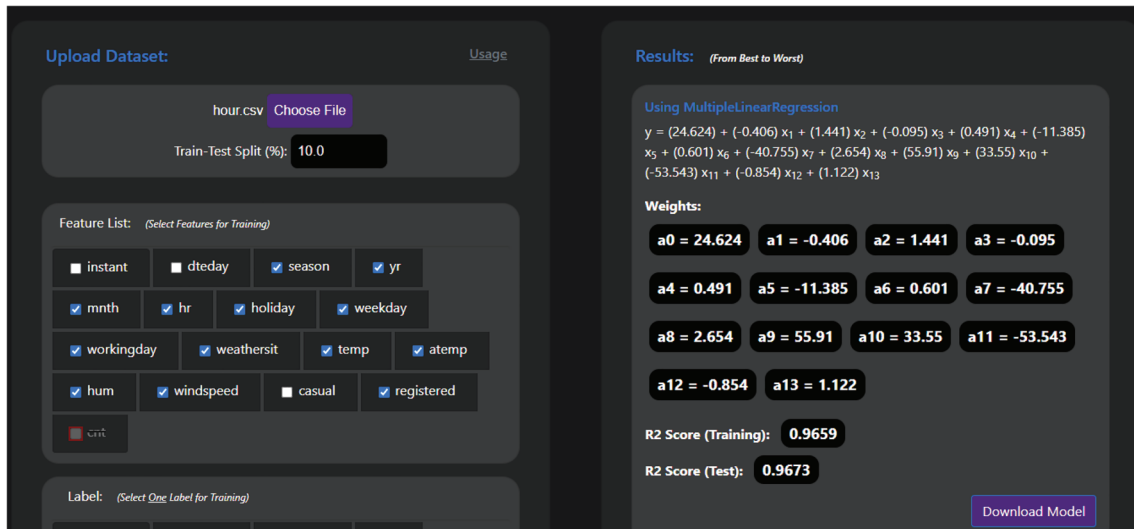 Upload Dataset:
Usage
hour.csv Choose File
Train-Test Split (%): 10.0
Feature List: (Select Features for Training)
instant dteday season yr
mnth hr holiday weekday
workingday weathersit temp atemp
hum windspeed casual registered
cnt
Label: (Select One Label for Training)
Results: (From Best to Worst)
Using MultipleLinearRegression
y = (24.624) + (-0.406) x₁ + (1.441) x₂ + (-0.095) x₃ + (0.491) x₄ + (-11.385)
x₅ + (0.601) x₆ + (-40.755) x₇ + (2.654) x₈ + (55.91) x₉ + (33.55) x₁₀ +
(-53.543) x₁₁ + (-0.854) x₁₂ + (1.122) x₁₃
Weights:
a0 = 24.624 a1 = -0.406 a2 = 1.441 a3 = -0.095
a4 = 0.491 a5 = -11.385 a6 = 0.601 a7 = -40.755
a8 = 2.654 a9 = 55.91 a10 = 33.55 a11 = -53.543
a12 = -0.854 a13 = 1.122
R2 Score (Training): 0.9659
R2 Score (Test): 0.9673
Download Model